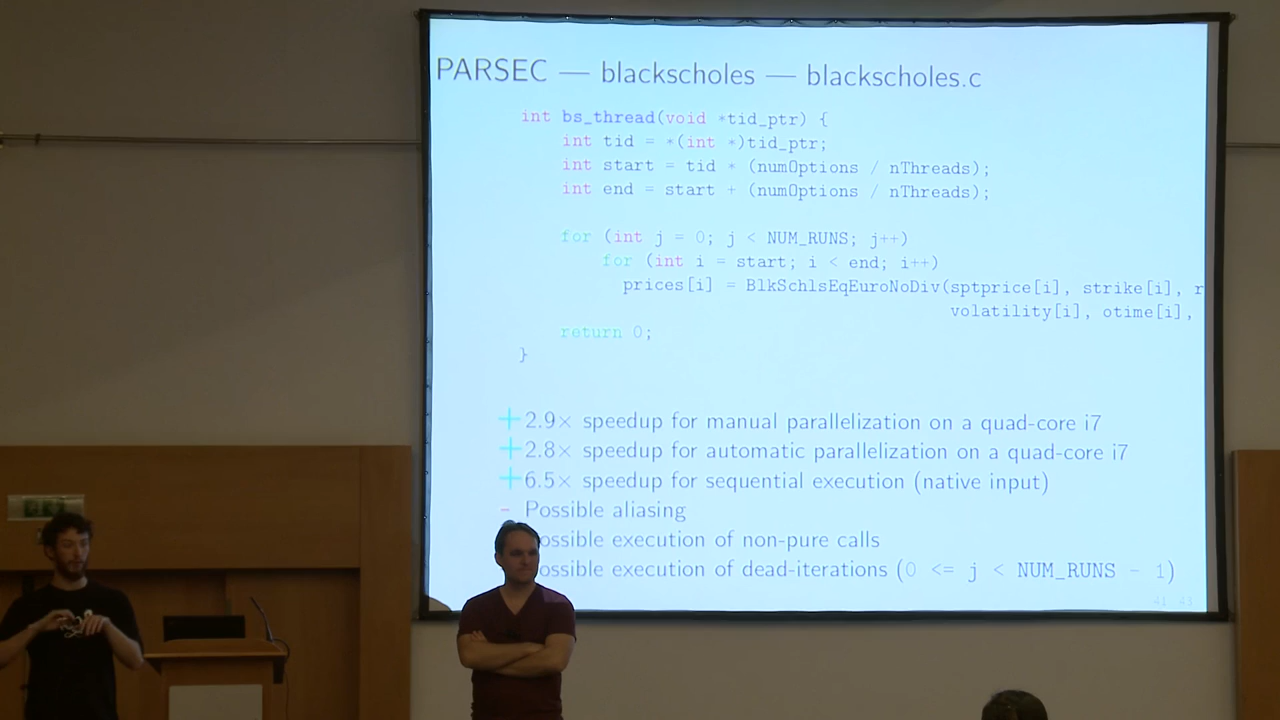 PARSEC — blackscholes — blackscholes.c
int bs_thread(void *tid_ptr) {
int tid = *(int *)tid_ptr;
int start = tid * (numOptions / nThreads);
int end = start + (numOptions / nThreads);
for (int j = 0; j < NUM_RUNS; j++)
for (int i = start; i < end; i++)
prices[i] = BlkSchlsEqEuroNoDiv(sptprice[i], strike[i], r
volatility[i], otime[i],
return 0;
}
+ 2.9× speedup for manual parallelization on a quad-core i7
+ 2.8× speedup for automatic parallelization on a quad-core i7
+ 6.5× speedup for sequential execution (native input)
- Possible aliasing
ossible execution of non-pure calls
ossible execution of dead-iterations (0 <= j < NUM_RUNS - 1)